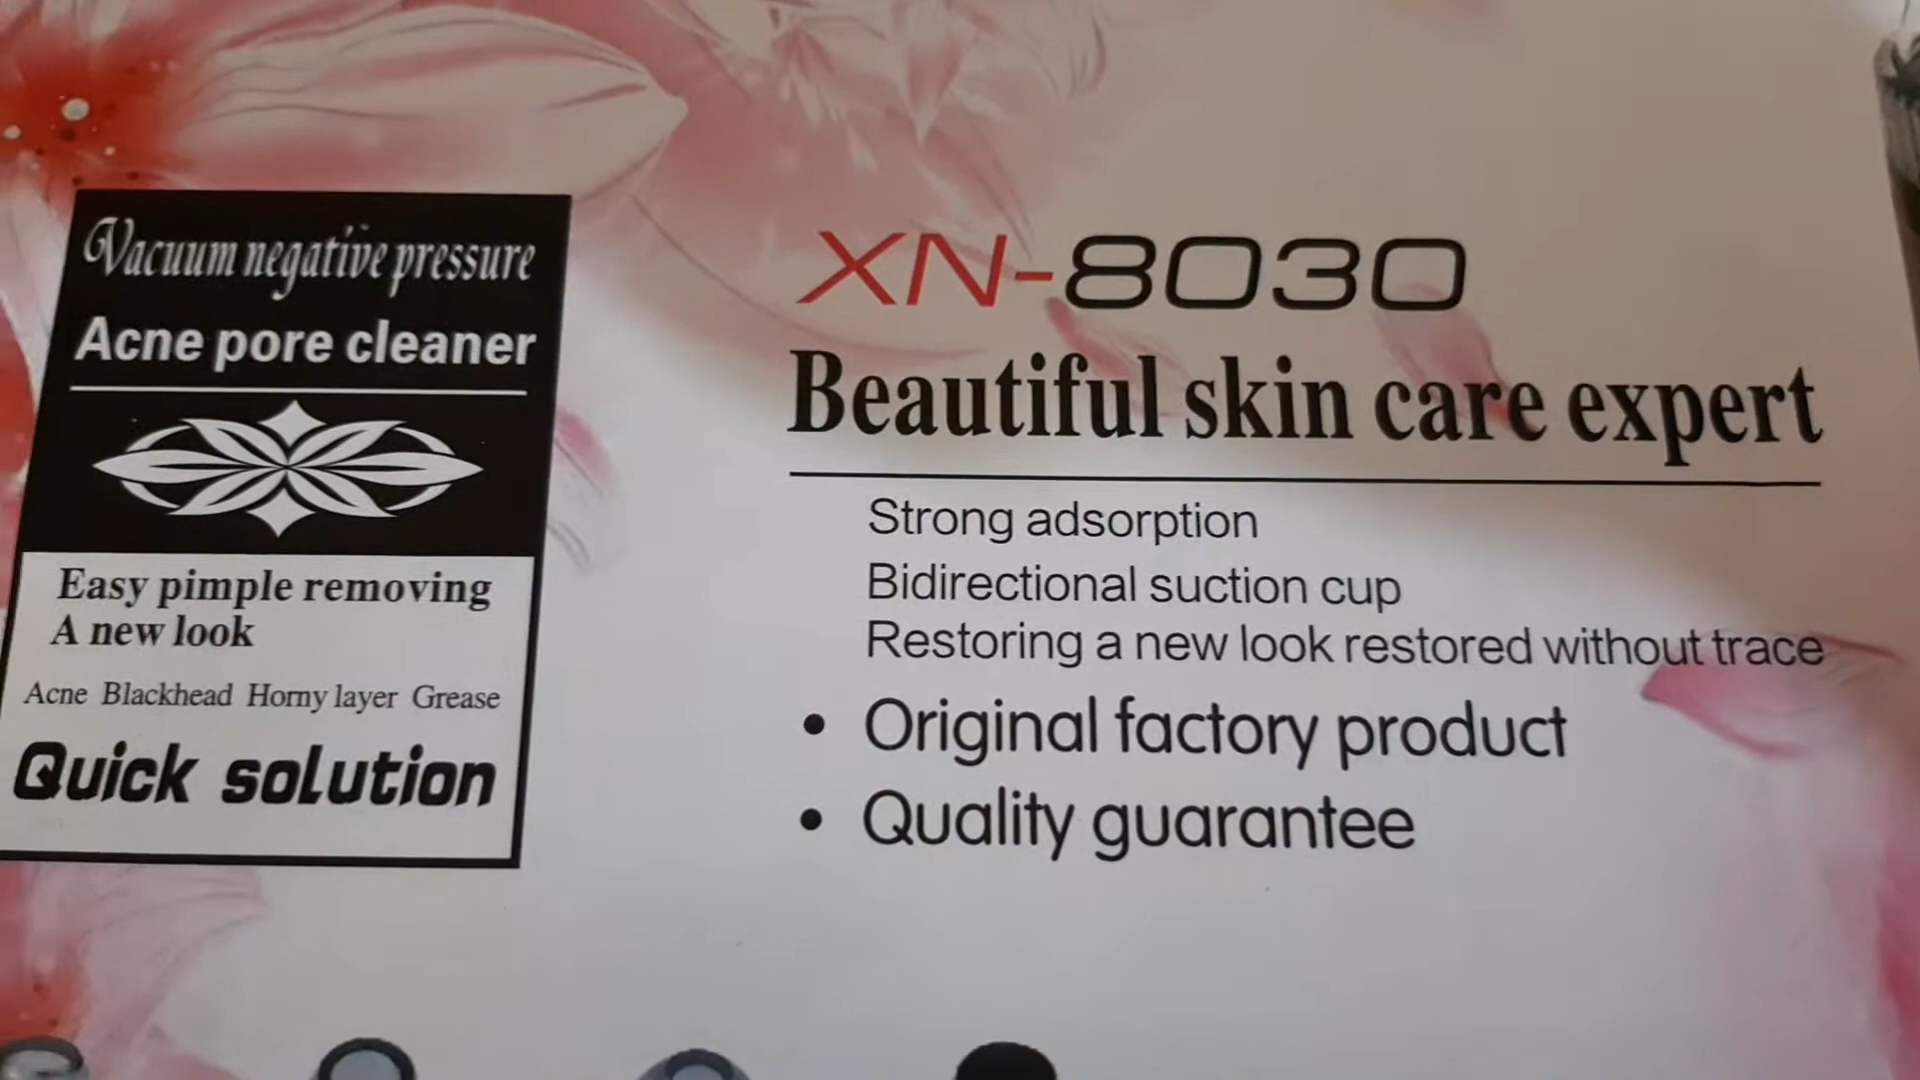 Vacuum negative pressure
Acne pore cleaner
Easy pimple removing
A new look
Acne Blackhead Horny layer Grease
Quick solution
XN-8030
Beautiful skin care expert
Strong adsorption
Bidirectional suction cup
Restoring a new look restored without trace
• Original factory product
• Quality guarantee